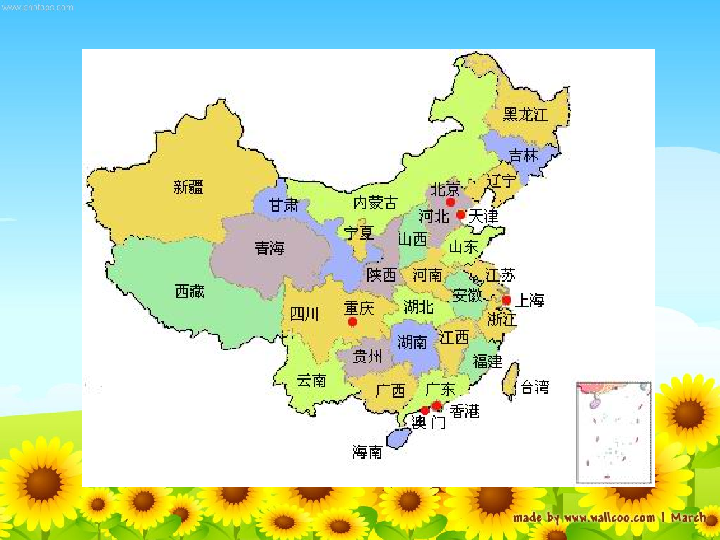 www.cnntopo.com
黑龙江
吉林
辽宁
北京
新疆
甘肃
内蒙古
河北
天津
宁夏
山西
山东
青海
陕西
河南
江苏
西藏
安徽
上海
四川
重庆
湖北
浙江
湖南
江西
贵州
福建
云南
广西
广东
台湾
香港
澳门
海南
made by www.wallcoo.com | March